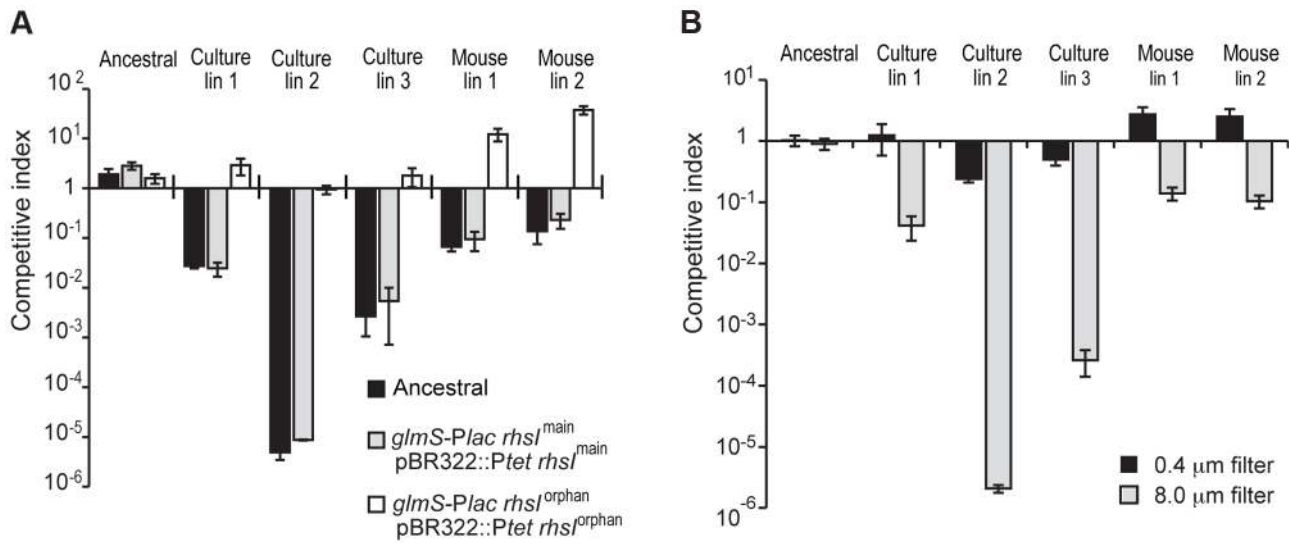 A
Ancestral
Culture lin 1
Culture lin 2
Culture lin 3
Mouse lin 1
Mouse lin 2
Competitive index
10^2
10^1
1
10^-1
10^-2
10^-3
10^-4
10^-5
10^-6
Ancestral
glmS-Plac rhsI^main
pBR322::Ptet rhsI^main
glmS-Plac rhsI^orphan
pBR322::Ptet rhsI^orphan
B
Ancestral
Culture lin 1
Culture lin 2
Culture lin 3
Mouse lin 1
Mouse lin 2
Competitive index
10^1
1
10^-1
10^-2
10^-3
10^-4
10^-5
10^-6
0.4 μm filter
8.0 μm filter